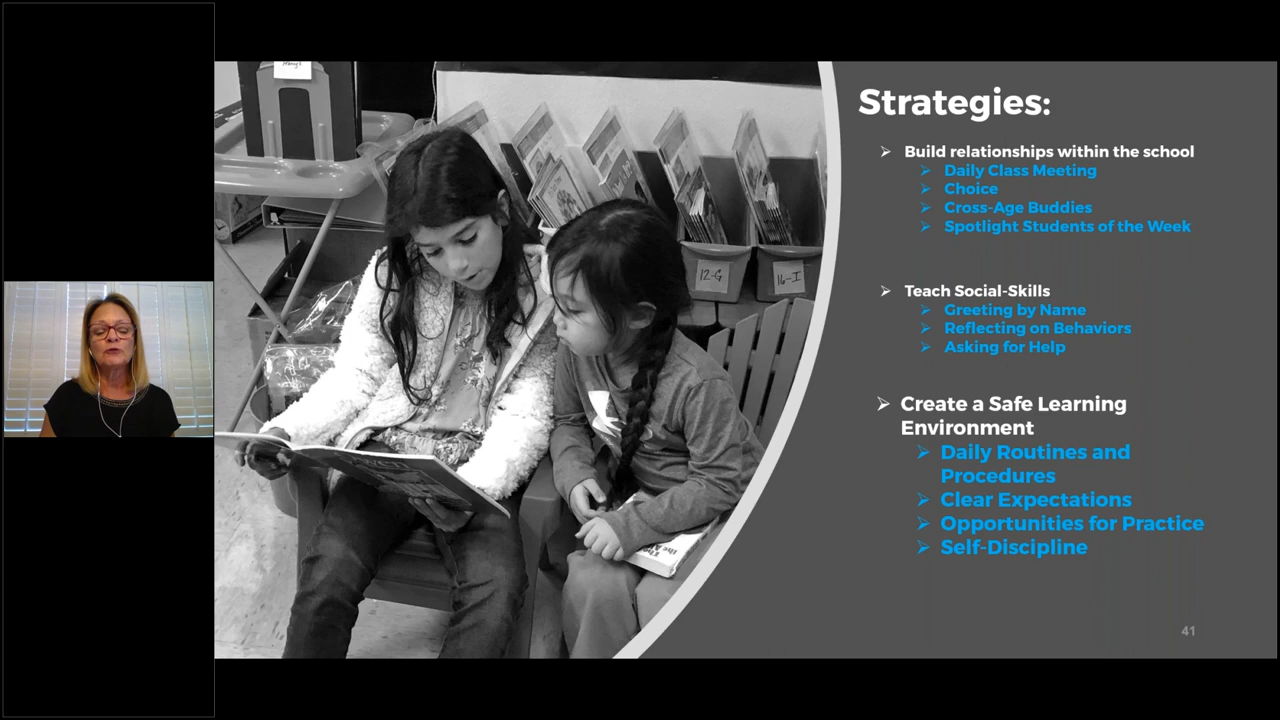 Strategies:
Build relationships within the school
Daily Class Meeting
Choice
Cross-Age Buddies
Spotlight Students of the Week
Teach Social-Skills
Greeting by Name
Reflecting on Behaviors
Asking for Help
Create a Safe Learning
Environment
Daily Routines and
Procedures
Clear Expectations
Opportunities for Practice
Self-Discipline
41
12-G
16-I